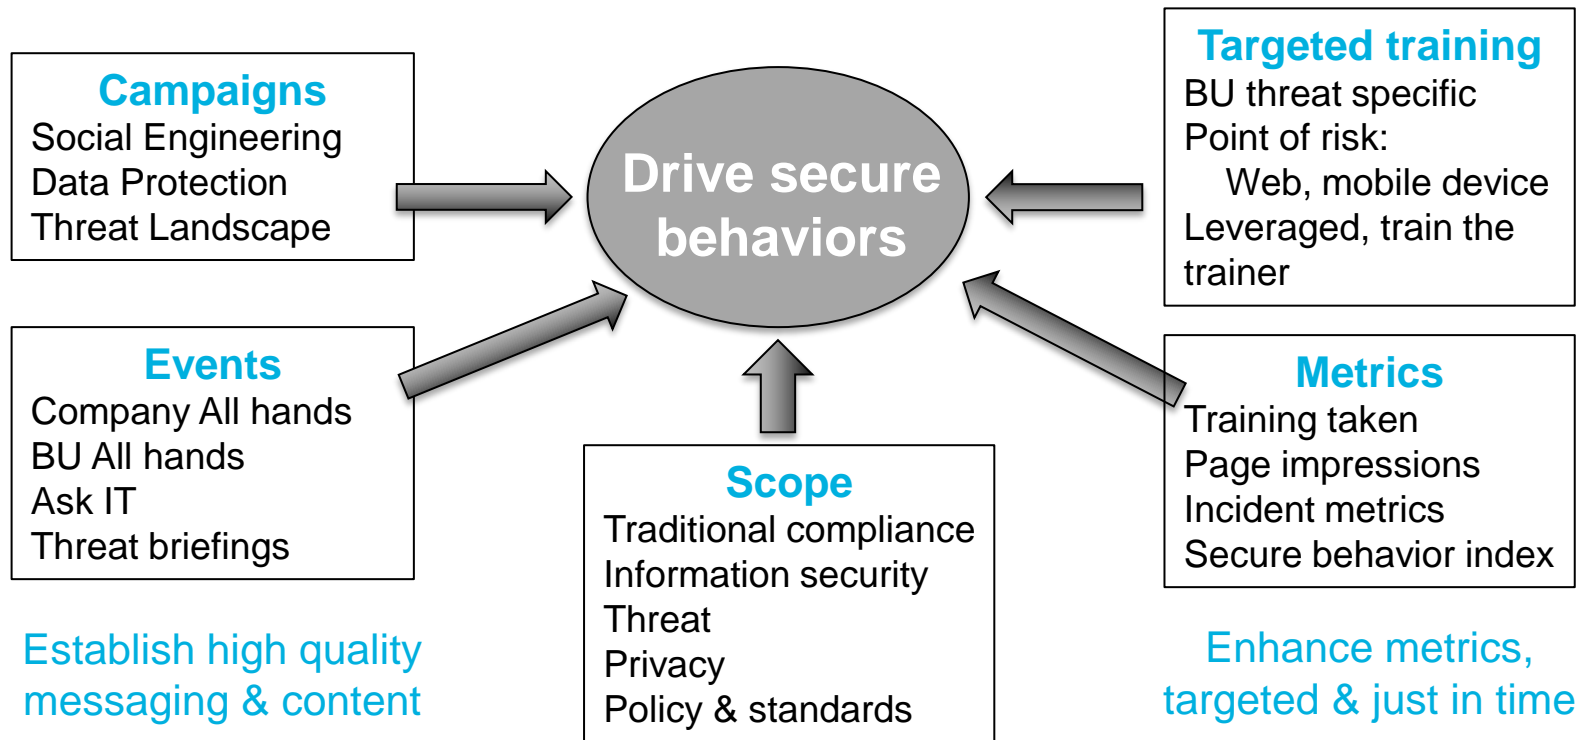 Campaigns
Social Engineering
Data Protection
Threat Landscape
Events
Company All hands
BU All hands
Ask IT
Threat briefings
Establish high quality
messaging & content
Drive secure
behaviors
Scope
Traditional compliance
Information security
Threat
Privacy
Policy & standards
Targeted training
BU threat specific
Point of risk:
Web, mobile device
Leveraged, train the
trainer
Metrics
Training taken
Page impressions
Incident metrics
Secure behavior index
Enhance metrics,
targeted & just in time